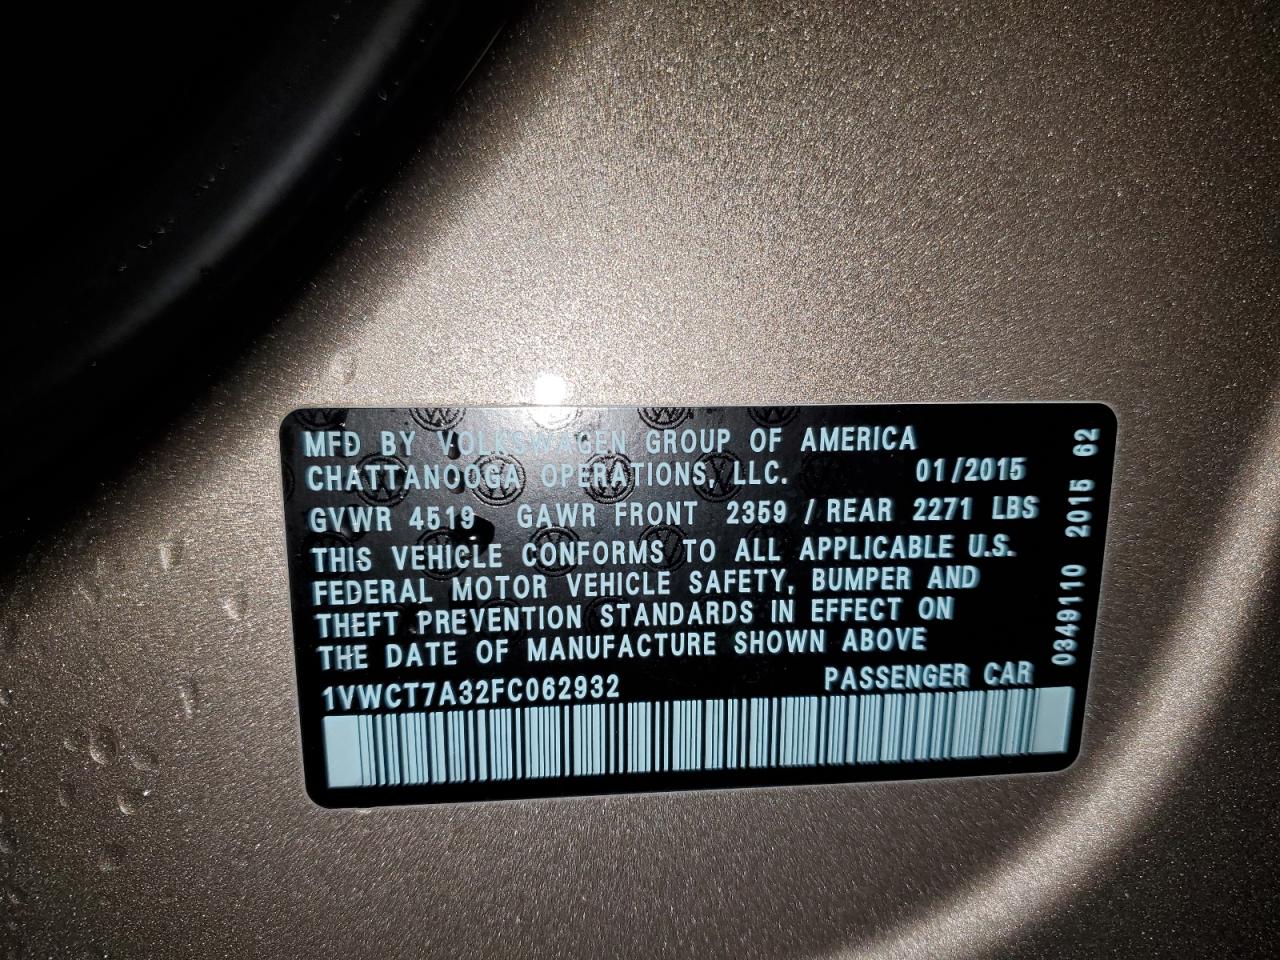 MFD BY VOLKSWAGEN GROUP OF AMERICA
CHATTANOOGA OPERATIONS, LLC. 01/2015
GVWR 4519 GAWR FRONT 2359 / REAR 2271 LBS
THIS VEHICLE CONFORMS TO ALL APPLICABLE U.S.
FEDERAL MOTOR VEHICLE SAFETY, BUMPER AND
THEFT PREVENTION STANDARDS IN EFFECT ON
THE DATE OF MANUFACTURE SHOWN ABOVE
1VWCT7A32FC062932 PASSENGER CAR
0349110 2015 62